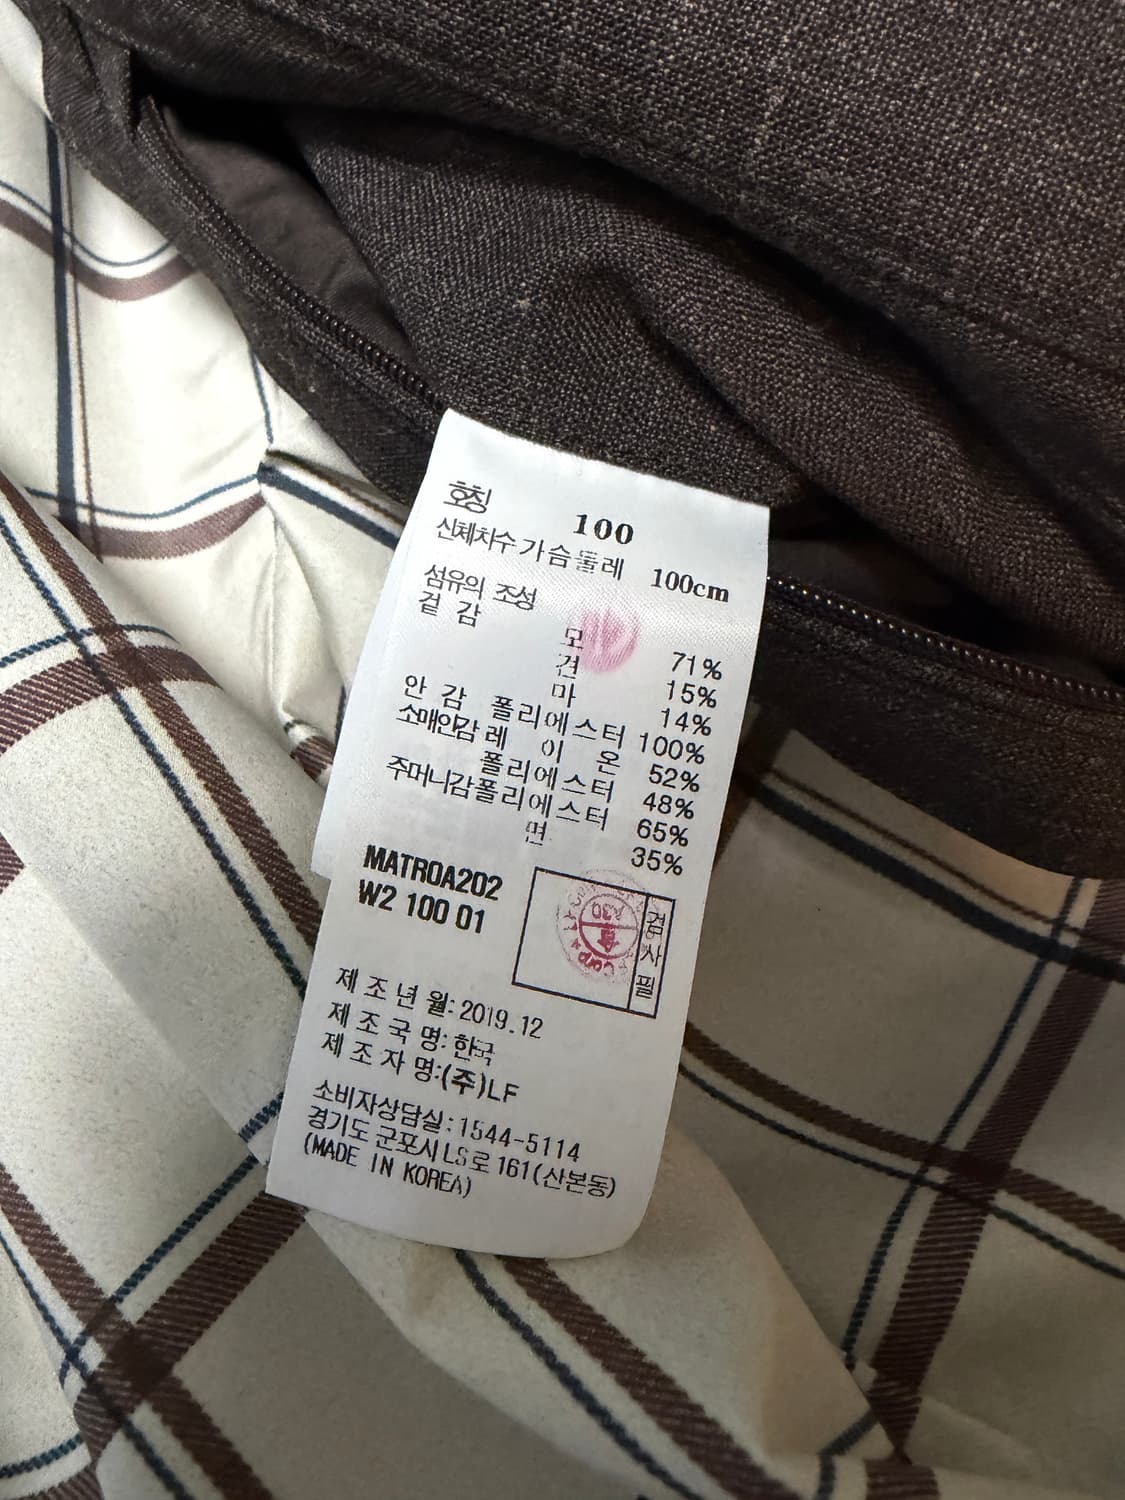 호칭 100
신체치수 가슴둘레 100cm
섬유의 조성
겉 감
모 71%
견 15%
마 14%
안 감 폴리에스터 100%
소매안감 레 이 온 52%
폴리에스터 48%
주머니감 폴리에스터 65%
면 35%
MATROA202
W2 100 01
검사필
제조년월: 2019.12
제조국명: 한국
제조자명:(주)LF
소비자상담실:1544-5114
경기도 군포시 LS로 161(산본동)
(MADE IN KOREA)